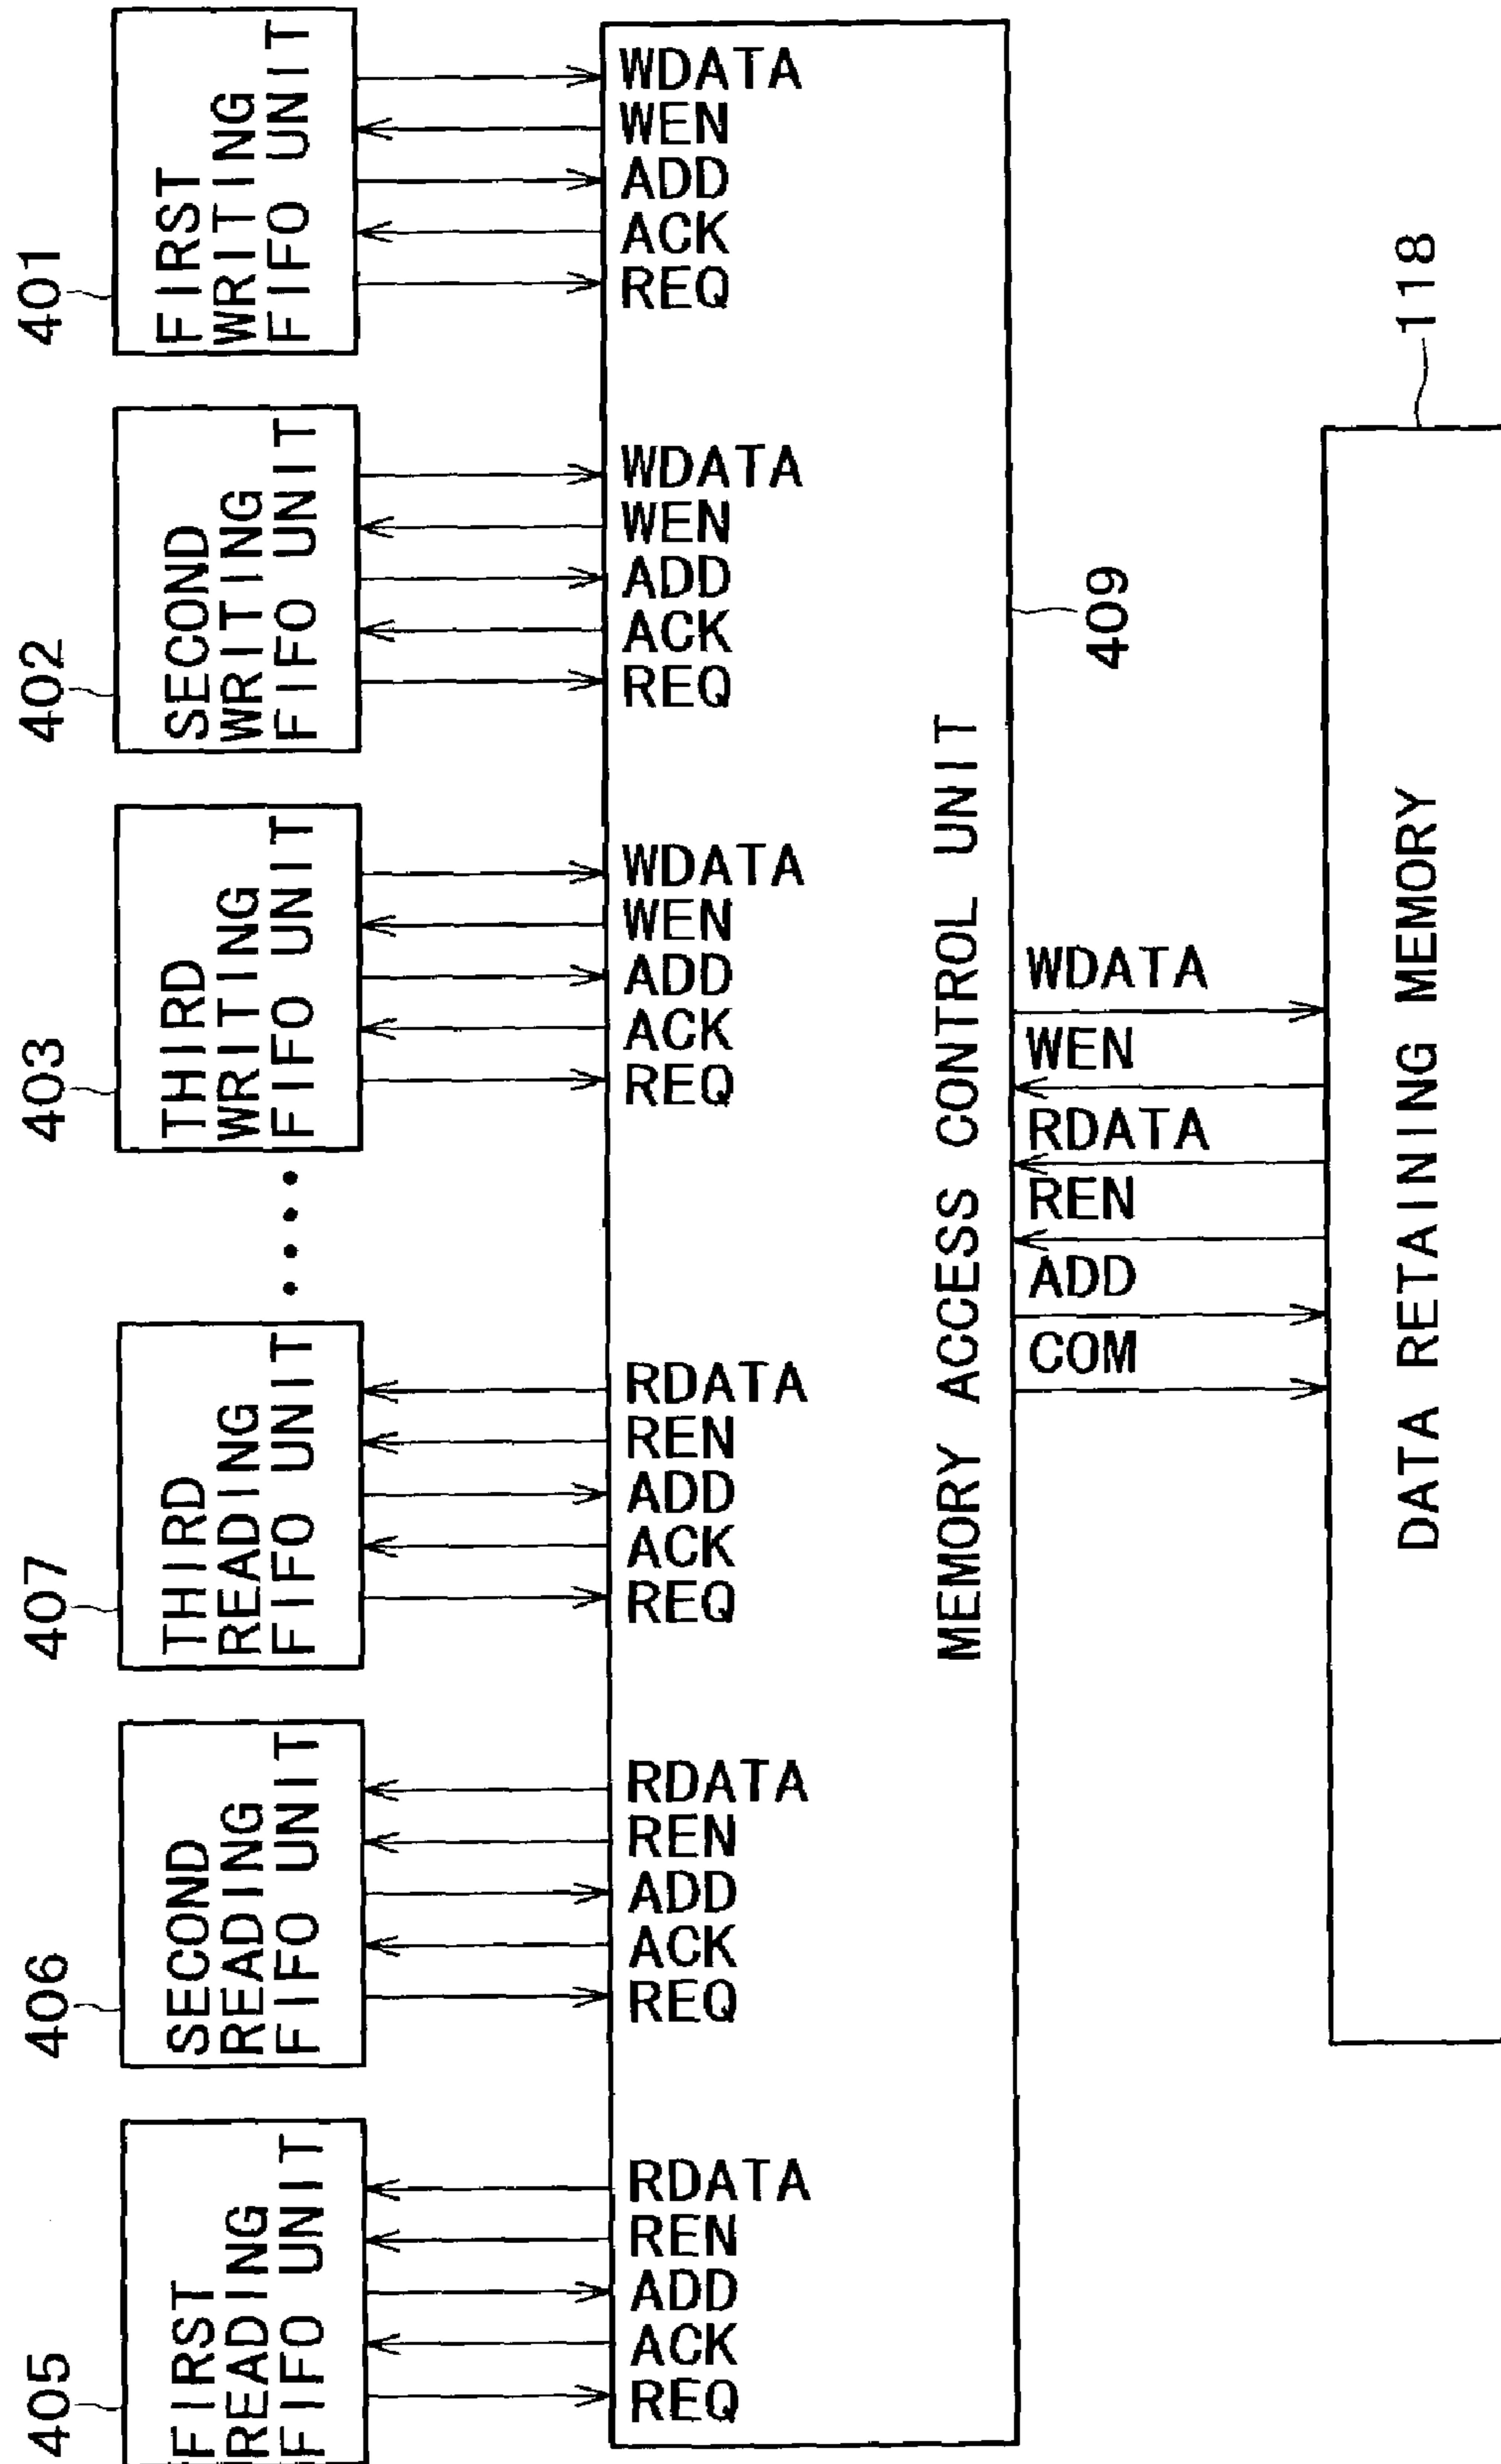 401
FIRST
WRITING
FIFO UNIT
WDATA
WEN
ADD
ACK
REQ
402
SECOND
WRITING
FIFO UNIT
WDATA
WEN
ADD
ACK
REQ
403
THIRD
WRITING
FIFO UNIT
WDATA
WEN
ADD
ACK
REQ
407
THIRD
READING
FIFO UNIT
RDATA
REN
ADD
ACK
REQ
406
SECOND
READING
FIFO UNIT
RDATA
REN
ADD
ACK
REQ
405
FIRST
READING
FIFO UNIT
RDATA
REN
ADD
ACK
REQ
MEMORY ACCESS CONTROL UNIT
409
WDATA
WEN
RDATA
REN
ADD
COM
DATA RETAINING MEMORY
118